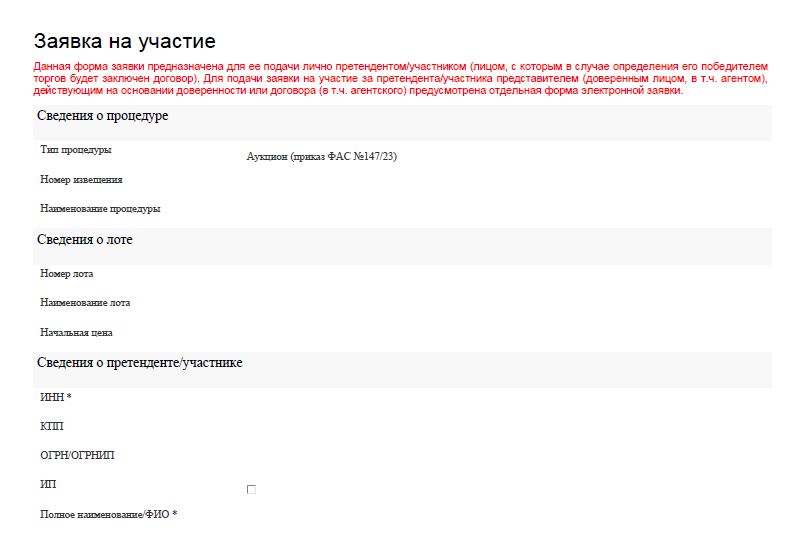 Заявка на участие
Данная форма заявки предназначена для ее подачи лично претендентом/участником (лицом, с которым в случае определения его победителем
торгов будет заключен договор). Для подачи заявки на участие за претендента/участника представителем (доверенным лицом, в т.ч. агентом),
действующим на основании доверенности или договора (в т.ч. агентского) предусмотрена отдельная форма электронной заявки.
Сведения о процедуре
Тип процедуры
Аукцион (приказ ФАС №147/23)
Номер извещения
Наименование процедуры
Сведения о лоте
Номер лота
Наименование лота
Начальная цена
Сведения о претенденте/участнике
ИНН *
КПП
ОГРН/ОГРНИП
ИП
Полное наименование/ФИО *